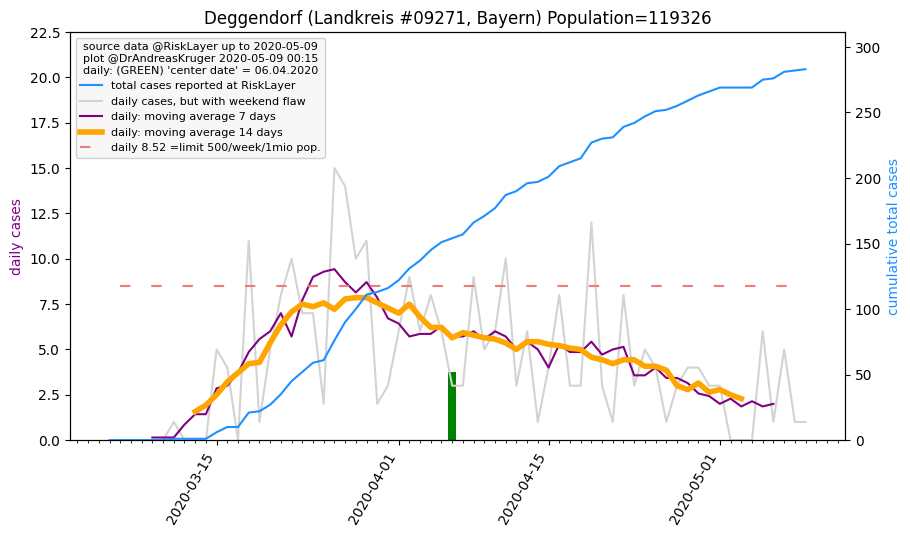 Deggendorf (Landkreis #09271, Bayern) Population=119326
source data @RiskLayer up to 2020-05-09
plot @DrAndreasKruger 2020-05-09 00:15
daily: (GREEN) 'center date' = 06.04.2020
total cases reported at RiskLayer
daily cases, but with weekend flaw
daily: moving average 7 days
daily: moving average 14 days
daily 8.52 =limit 500/week/1mio pop.
daily cases
22.5
20.0
17.5
15.0
12.5
10.0
7.5
5.0
2.5
0.0
300
250
200
150
100
50
0
cumulative total cases
2020-03-15
2020-04-01
2020-04-15
2020-05-01